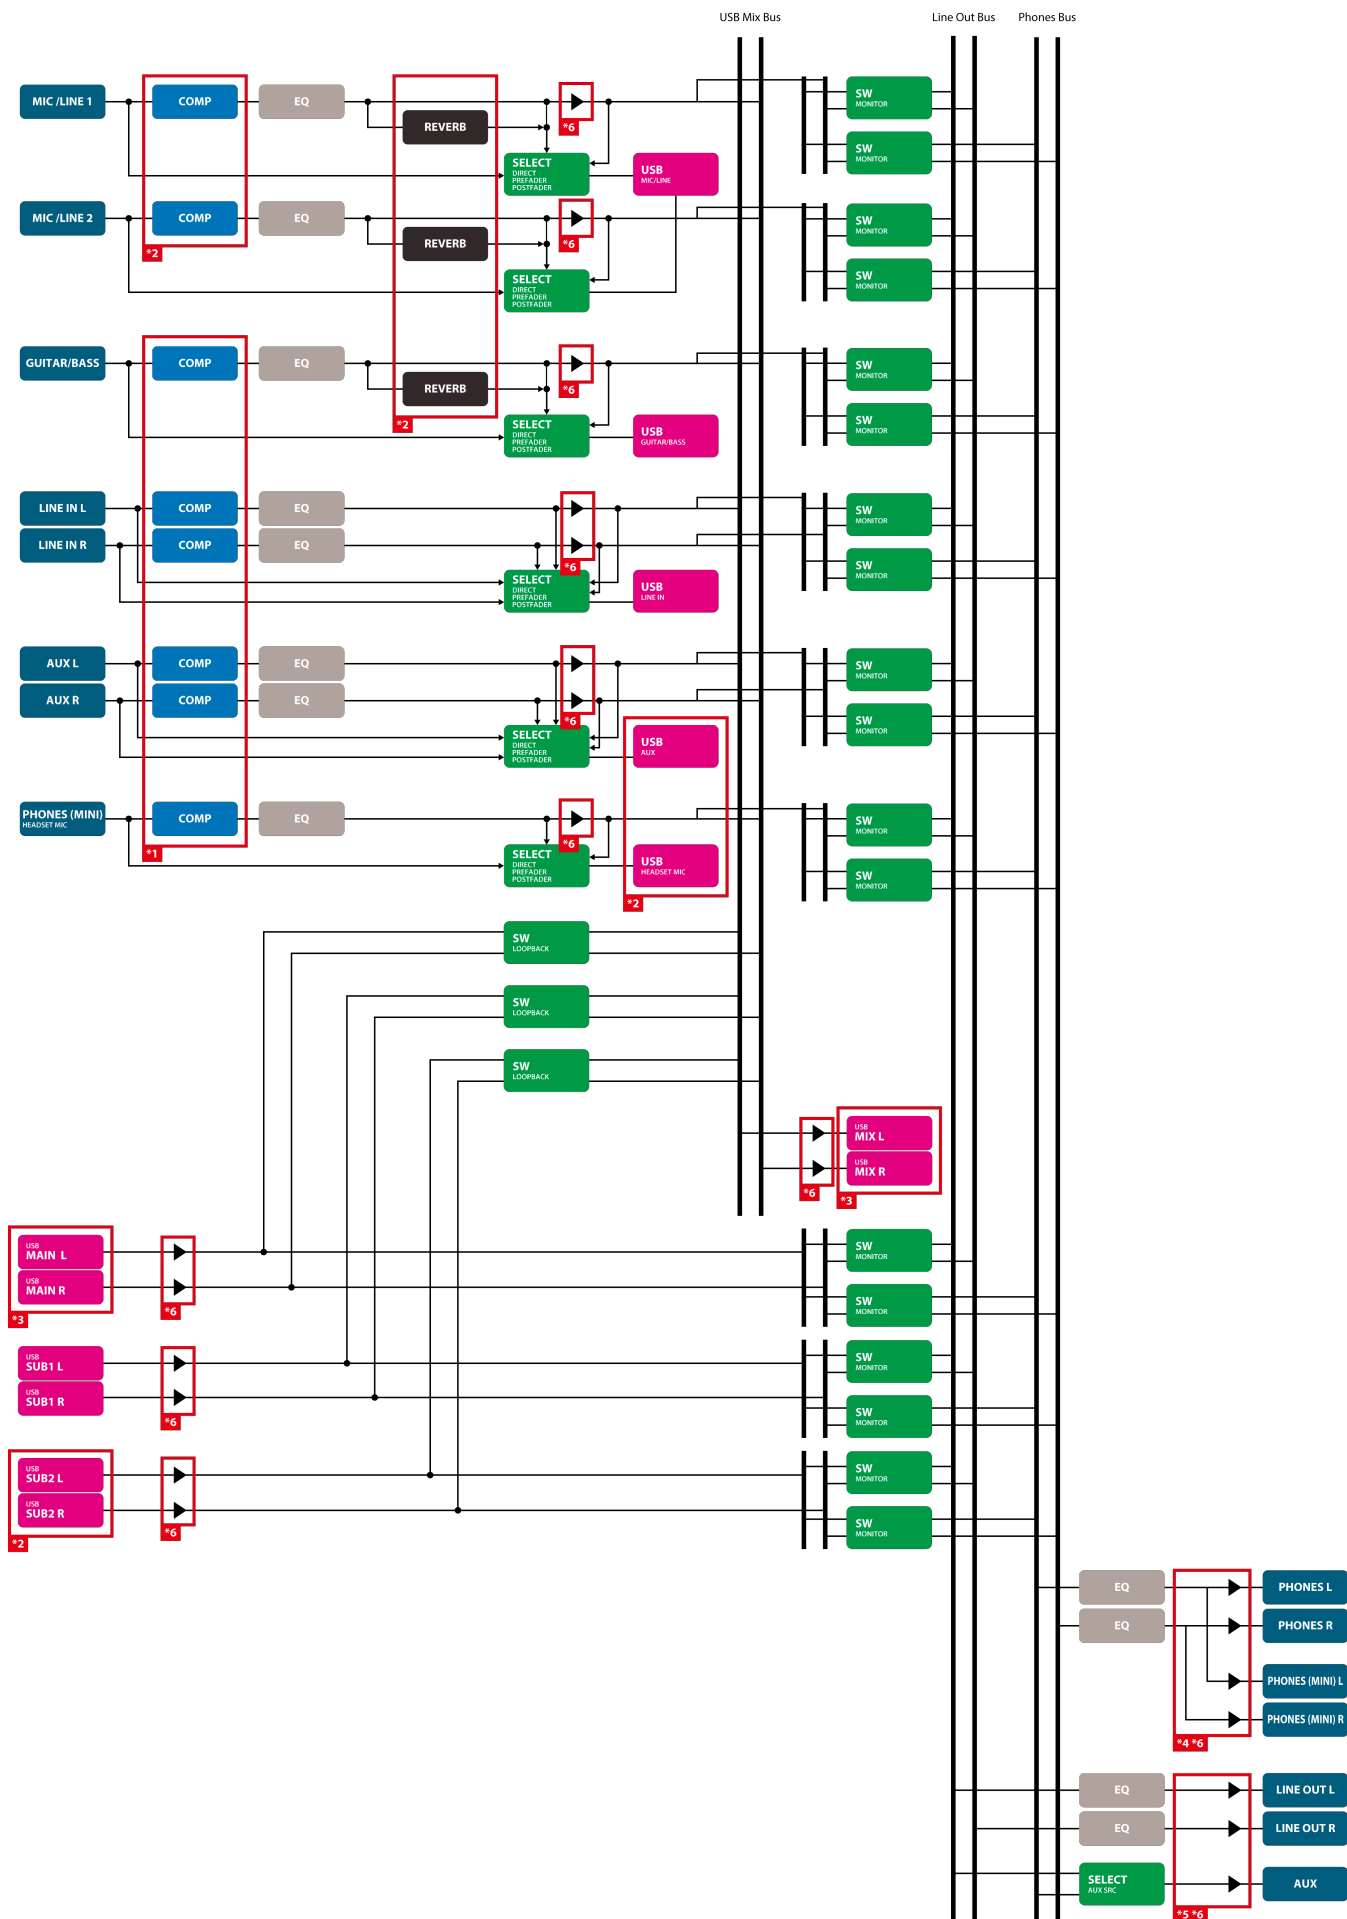 USB Mix Bus
Line Out Bus
Phones Bus
MIC /LINE 1
COMP
EQ
REVERB
*6
SELECT
DIRECT
PREFADER
POSTFADER
USB
MIC/LINE
SW
MONITOR
SW
MONITOR
MIC /LINE 2
COMP
*2
EQ
REVERB
*6
SELECT
DIRECT
PREFADER
POSTFADER
SW
MONITOR
SW
MONITOR
GUITAR/BASS
COMP
EQ
REVERB
*2
*6
SELECT
DIRECT
PREFADER
POSTFADER
USB
GUITAR/BASS
SW
MONITOR
SW
MONITOR
LINE IN L
COMP
EQ
LINE IN R
COMP
EQ
*6
SELECT
DIRECT
PREFADER
POSTFADER
USB
LINE IN
SW
MONITOR
SW
MONITOR
AUX L
COMP
EQ
AUX R
COMP
EQ
*6
SELECT
DIRECT
PREFADER
POSTFADER
USB
AUX
SW
MONITOR
SW
MONITOR
PHONES (MINI)
HEADSET MIC
COMP
*1
EQ
*6
SELECT
DIRECT
PREFADER
POSTFADER
USB
HEADSET MIC
*2
SW
MONITOR
SW
MONITOR
SW
LOOPBACK
SW
LOOPBACK
SW
LOOPBACK
*6
USB
MIX L
USB
MIX R
*3
USB
MAIN L
USB
MAIN R
*3
*6
SW
MONITOR
SW
MONITOR
USB
SUB1 L
USB
SUB1 R
*6
SW
MONITOR
SW
MONITOR
USB
SUB2 L
USB
SUB2 R
*2
*6
SW
MONITOR
SW
MONITOR
EQ
PHONES L
EQ
PHONES R
PHONES (MINI) L
PHONES (MINI) R
*4 *6
EQ
LINE OUT L
EQ
LINE OUT R
SELECT
AUX SRC
AUX
*5 *6